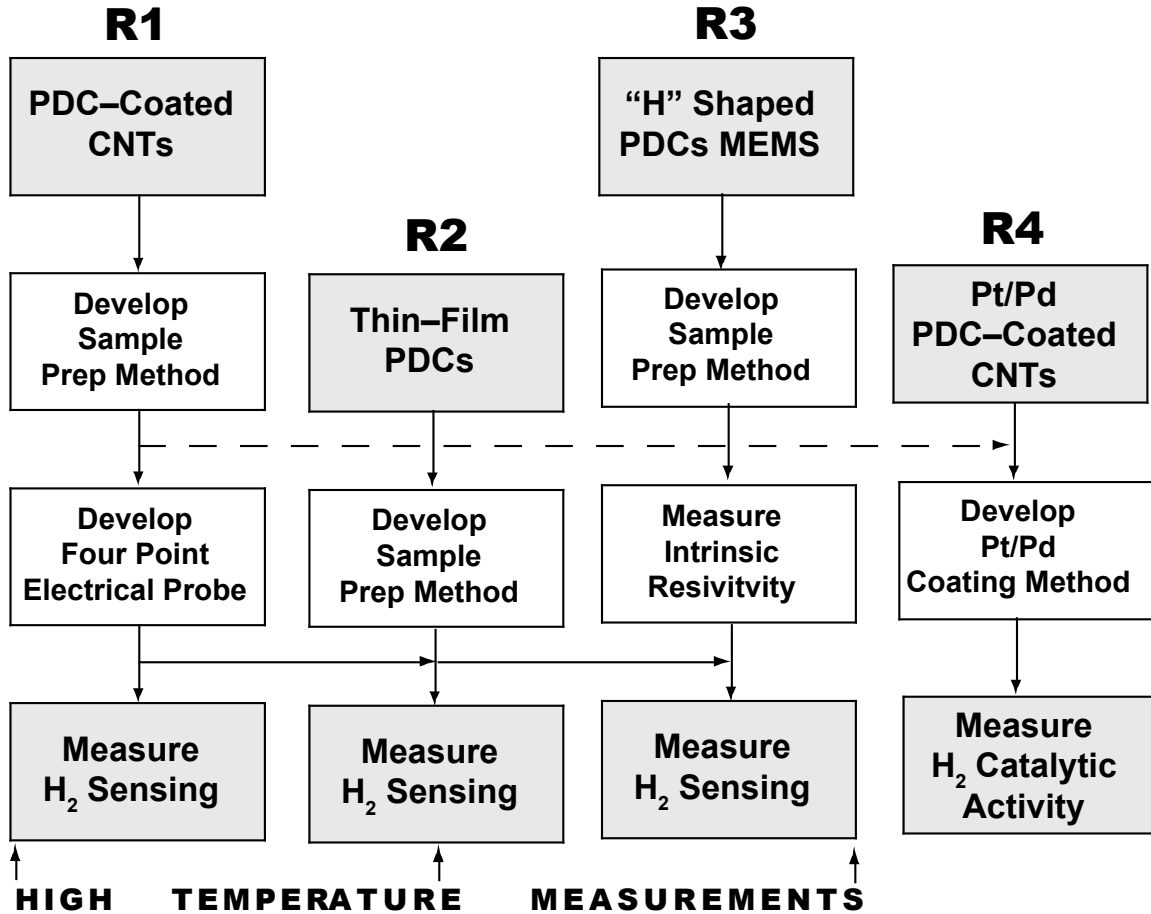 R1
PDC–Coated
CNTs
Develop
Sample
Prep Method
Develop
Four Point
Electrical Probe
Measure
H₂ Sensing
R2
Thin–Film
PDCs
Develop
Sample
Prep Method
Measure
H₂ Sensing
R3
“H” Shaped
PDCs MEMS
Develop
Sample
Prep Method
Measure
Intrinsic
Resivitvity
Measure
H₂ Sensing
R4
Pt/Pd
PDC–Coated
CNTs
Develop
Pt/Pd
Coating Method
Measure
H₂ Catalytic
Activity
HIGH TEMPERATURE MEASUREMENTS